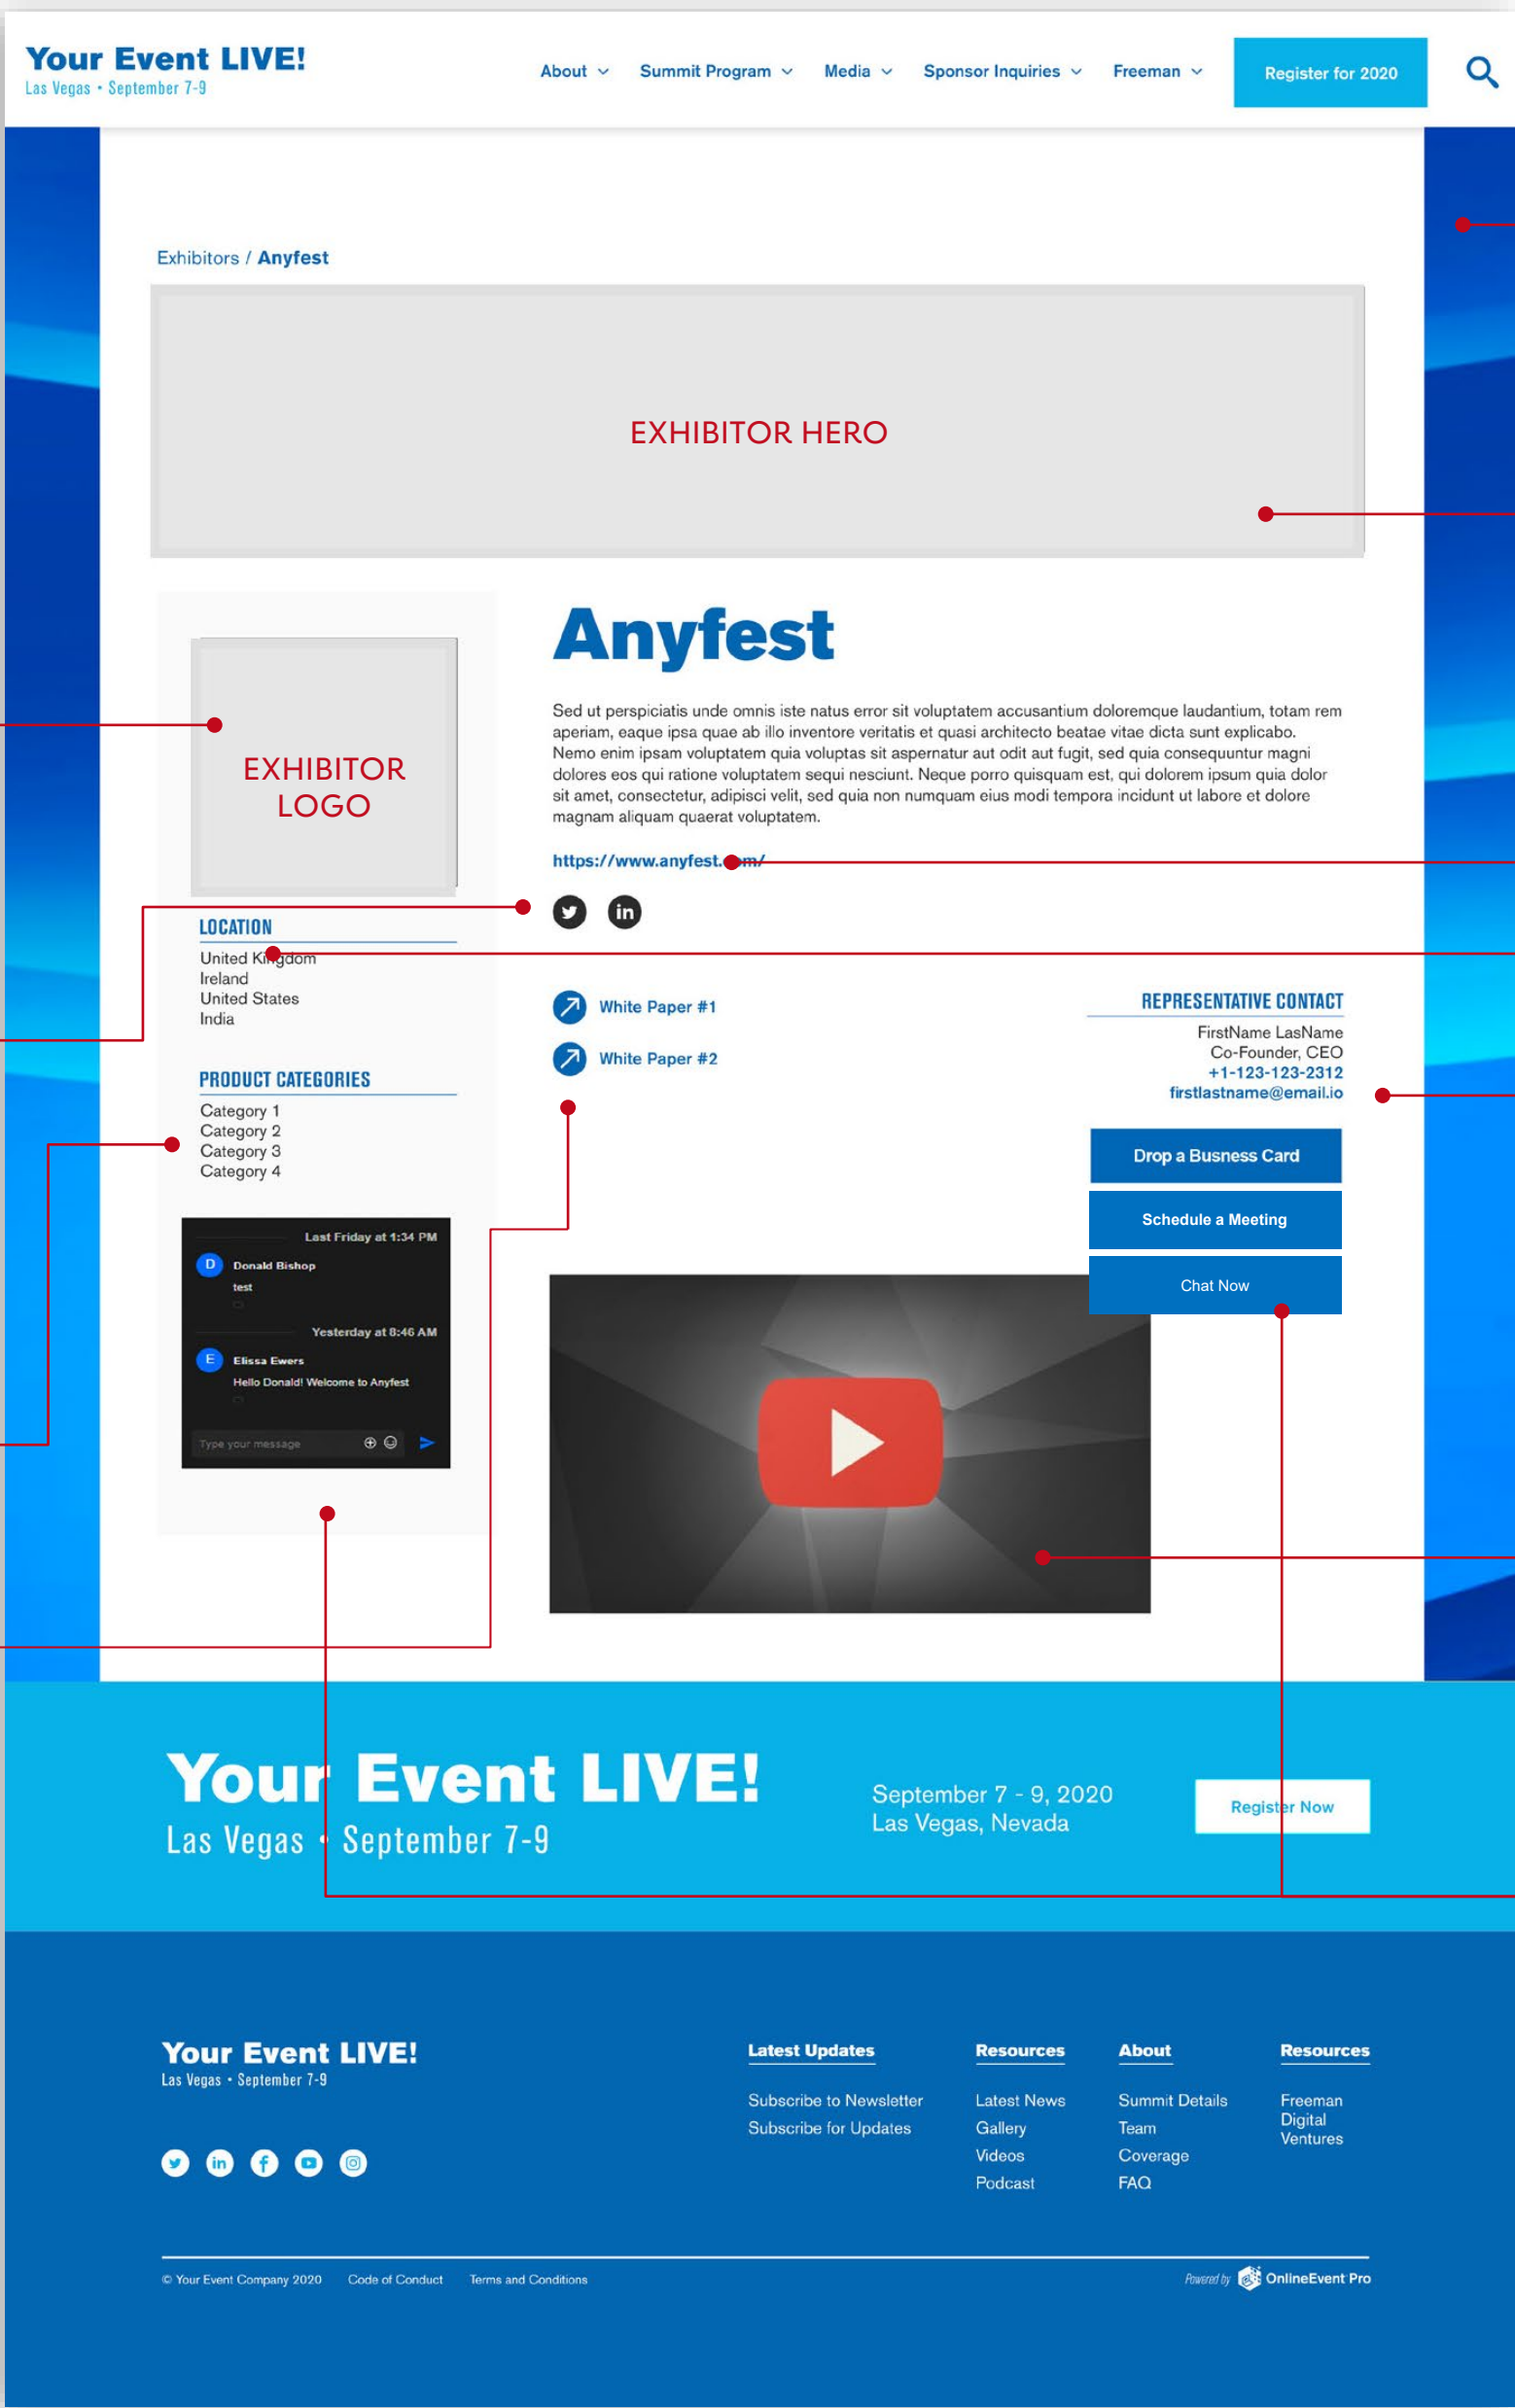 Your Event LIVE!
Las Vegas • September 7-9
About
Summit Program
Media
Sponsor Inquiries
Freeman
Register for 2020
Exhibitors / Anyfest
EXHIBITOR HERO
EXHIBITOR
LOGO
LOCATION
United Kingdom
Ireland
United States
India
PRODUCT CATEGORIES
Category 1
Category 2
Category 3
Category 4
Last Friday at 1:34 PM
D
Donald Bishop
test
Yesterday at 8:46 AM
E
Elissa Ewers
Hello Donald! Welcome to Anyfest
Type your message
Anyfest
Sed ut perspiciatis unde omnis iste natus error sit voluptatem accusantium doloremque laudantium, totam rem
aperiam, eaque ipsa quae ab illo inventore veritatis et quasi architecto beatae vitae dicta sunt explicabo.
Nemo enim ipsam voluptatem quia voluptas sit aspernatur aut odit aut fugit, sed quia consequuntur magni
dolores eos qui ratione voluptatem sequi nesciunt. Neque porro quisquam est, qui dolorem ipsum quia dolor
sit amet, consectetur, adipisci velit, sed quia non numquam eius modi tempora incidunt ut labore et dolore
magnam aliquam quaerat voluptatem.
https://www.anyfest.com/
in
White Paper #1
White Paper #2
REPRESENTATIVE CONTACT
FirstName LasName
Co-Founder, CEO
+1-123-123-2312
firstlastname@email.io
Drop a Busness Card
Schedule a Meeting
Chat Now
Your Event LIVE!
Las Vegas • September 7-9
September 7 - 9, 2020
Las Vegas, Nevada
Register Now
Your Event LIVE!
Las Vegas • September 7-9
in
f
Latest Updates
Subscribe to Newsletter
Subscribe for Updates
Resources
Latest News
Gallery
Videos
Podcast
About
Summit Details
Team
Coverage
FAQ
Resources
Freeman
Digital
Ventures
© Your Event Company 2020
Code of Conduct
Terms and Conditions
Powered by
OnlineEvent Pro